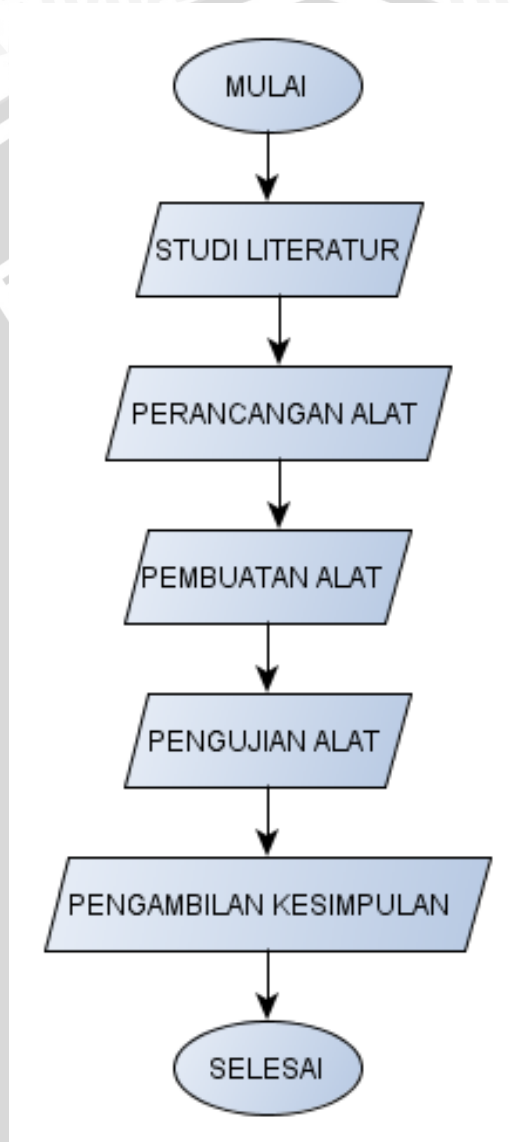 MULAI
STUDI LITERATUR
PERANCANGAN ALAT
PEMBUATAN ALAT
PENGUJIAN ALAT
PENGAMBILAN KESIMPULAN
SELESAI